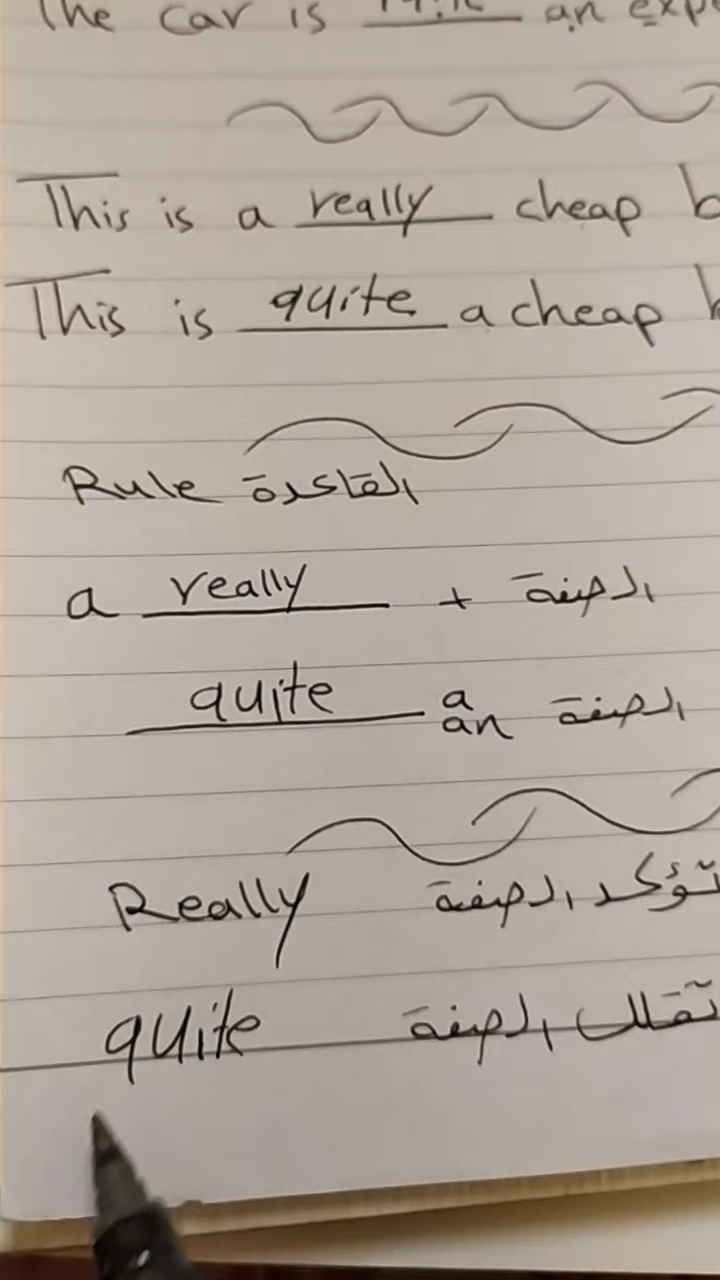 The car is quite an exp
This is a really cheap b
This is quite a cheap b
Rule القاعدة
a really + الصفة
quite a an الصفة
Really تؤكد الصفة
quite تقلل الصفة